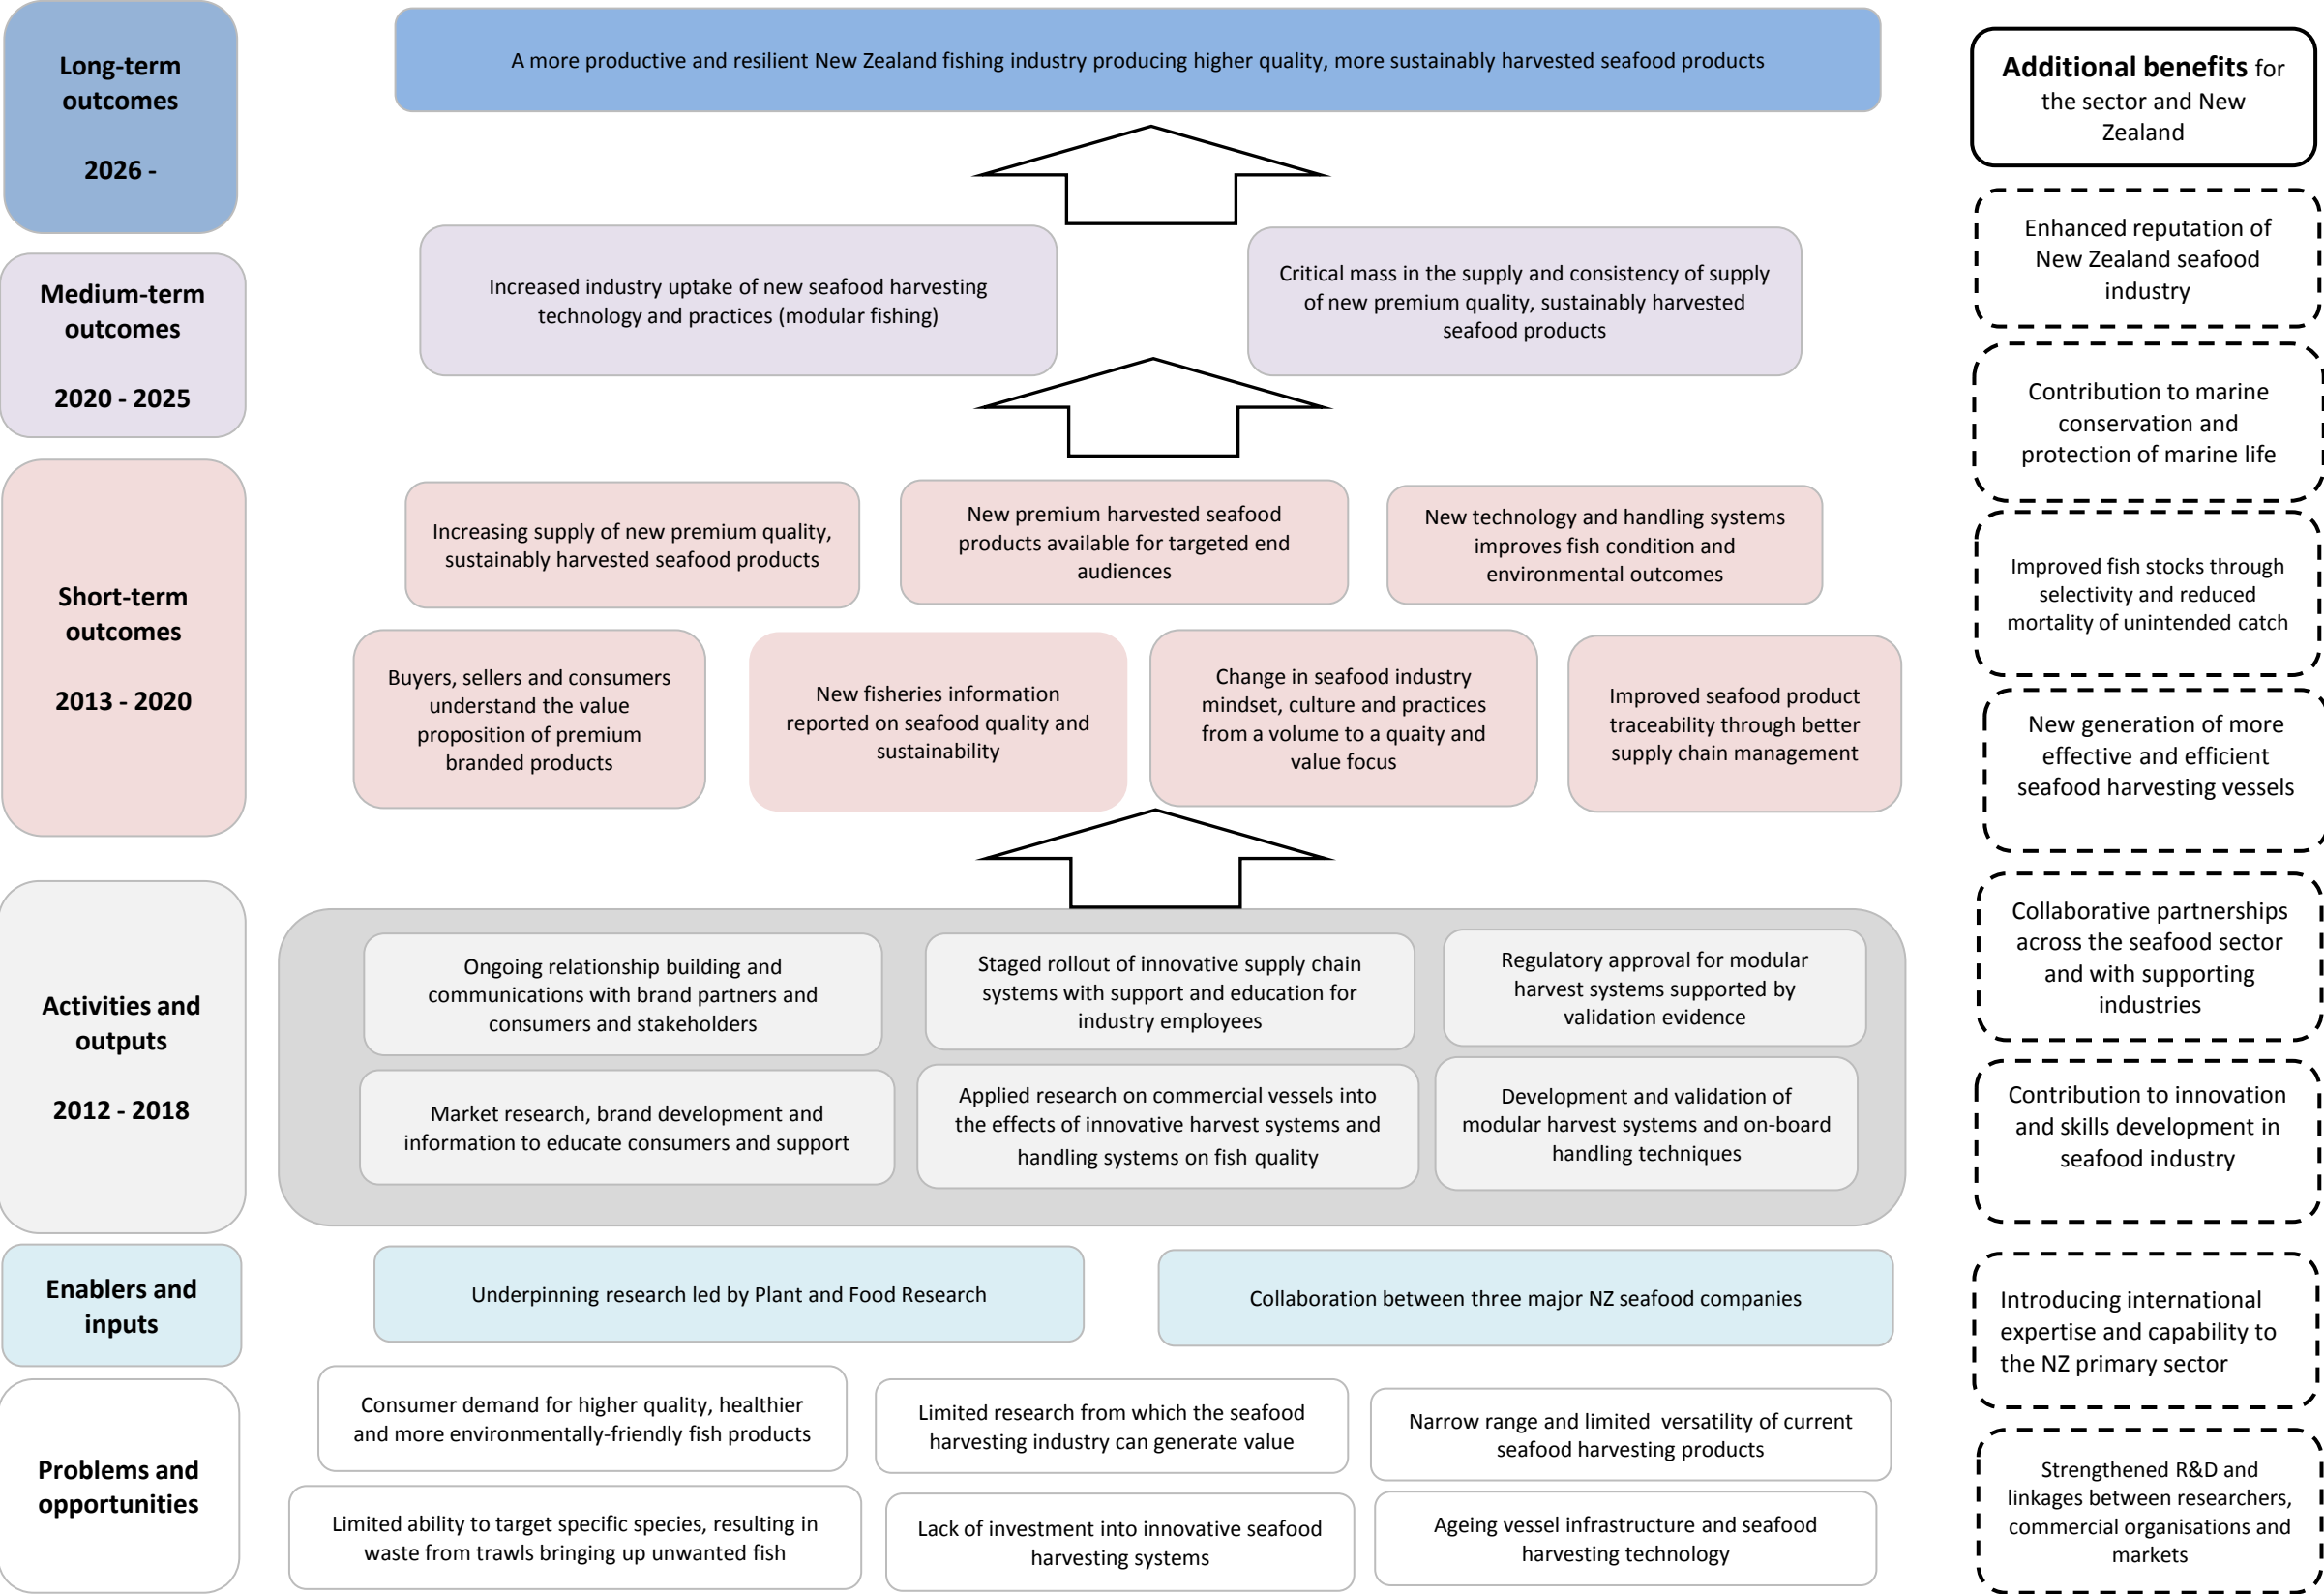 Long-term
outcomes
2026 -
A more productive and resilient New Zealand fishing industry producing higher quality, more sustainably harvested seafood products
Medium-term
outcomes
2020 - 2025
Increased industry uptake of new seafood harvesting
technology and practices (modular fishing)
Critical mass in the supply and consistency of supply
of new premium quality, sustainably harvested
seafood products
Short-term
outcomes
2013 - 2020
Increasing supply of new premium quality,
sustainably harvested seafood products
New premium harvested seafood
products available for targeted end
audiences
New technology and handling systems
improves fish condition and
environmental outcomes
Buyers, sellers and consumers
understand the value
proposition of premium
branded products
New fisheries information
reported on seafood quality and
sustainability
Change in seafood industry
mindset, culture and practices
from a volume to a quaity and
value focus
Improved seafood product
traceability through better
supply chain management
Activities and
outputs
2012 - 2018
Ongoing relationship building and
communications with brand partners and
consumers and stakeholders
Staged rollout of innovative supply chain
systems with support and education for
industry employees
Regulatory approval for modular
harvest systems supported by
validation evidence
Market research, brand development and
information to educate consumers and support
Applied research on commercial vessels into
the effects of innovative harvest systems and
handling systems on fish quality
Development and validation of
modular harvest systems and on-board
handling techniques
Enablers and
inputs
Underpinning research led by Plant and Food Research
Collaboration between three major NZ seafood companies
Problems and
opportunities
Consumer demand for higher quality, healthier
and more environmentally-friendly fish products
Limited research from which the seafood
harvesting industry can generate value
Narrow range and limited versatility of current
seafood harvesting products
Limited ability to target specific species, resulting in
waste from trawls bringing up unwanted fish
Lack of investment into innovative seafood
harvesting systems
Ageing vessel infrastructure and seafood
harvesting technology
Additional benefits for
the sector and New
Zealand
Enhanced reputation of
New Zealand seafood
industry
Contribution to marine
conservation and
protection of marine life
Improved fish stocks through
selectivity and reduced
mortality of unintended catch
New generation of more
effective and efficient
seafood harvesting vessels
Collaborative partnerships
across the seafood sector
and with supporting
industries
Contribution to innovation
and skills development in
seafood industry
Introducing international
expertise and capability to
the NZ primary sector
Strengthened R&D and
linkages between researchers,
commercial organisations and
markets